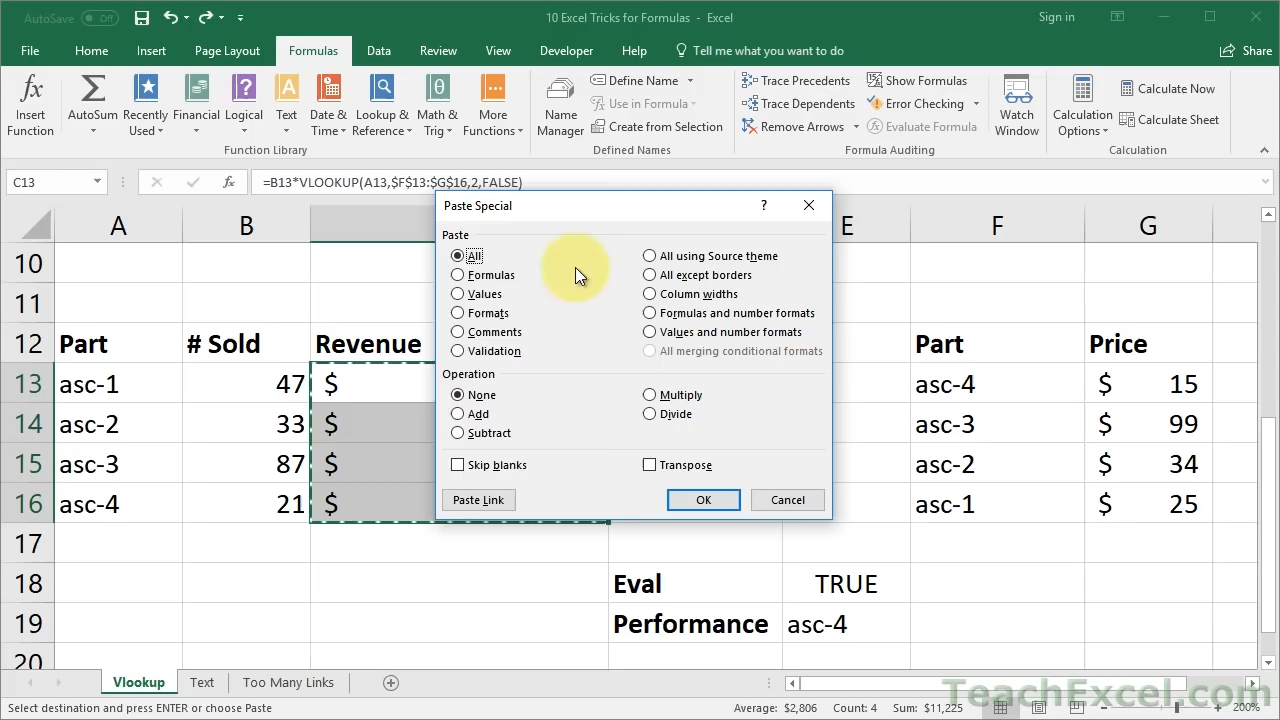 AutoSave Off
10 Excel Tricks for Formulas - Excel
Sign in
File Home Insert Page Layout Formulas Data Review View Developer Help Tell me what you want to do Share
fx Σ ? A θ
Insert Function
AutoSum
Recently Used
Financial
Logical
Text
Date & Time
Lookup & Reference
Math & Trig
More Functions
Function Library
Name Manager
Define Name
Use in Formula
Create from Selection
Defined Names
Trace Precedents
Trace Dependents
Remove Arrows
Show Formulas
Error Checking
Evaluate Formula
Formula Auditing
Watch Window
Calculation Options
Calculate Now
Calculate Sheet
Calculation
C13 fx =B13*VLOOKUP(A13,$F$13:$G$16,2,FALSE)
A B E F G
10
11
12 Part # Sold Revenue Part Price
13 asc-1 47 $ asc-4 $ 15
14 asc-2 33 $ asc-3 $ 99
15 asc-3 87 $ asc-2 $ 34
16 asc-4 21 $ asc-1 $ 25
17
18 Eval TRUE
19 Performance asc-4
20
Paste Special ?
Paste
All All using Source theme
Formulas All except borders
Values Column widths
Formats Formulas and number formats
Comments Values and number formats
Validation All merging conditional formats
Operation
None Multiply
Add Divide
Subtract
Skip blanks Transpose
Paste Link OK Cancel
Vlookup Text Too Many Links
TeachExcel.com
Select destination and press ENTER or choose Paste Average: $2,806 Count: 4 Sum: $11,225 200%